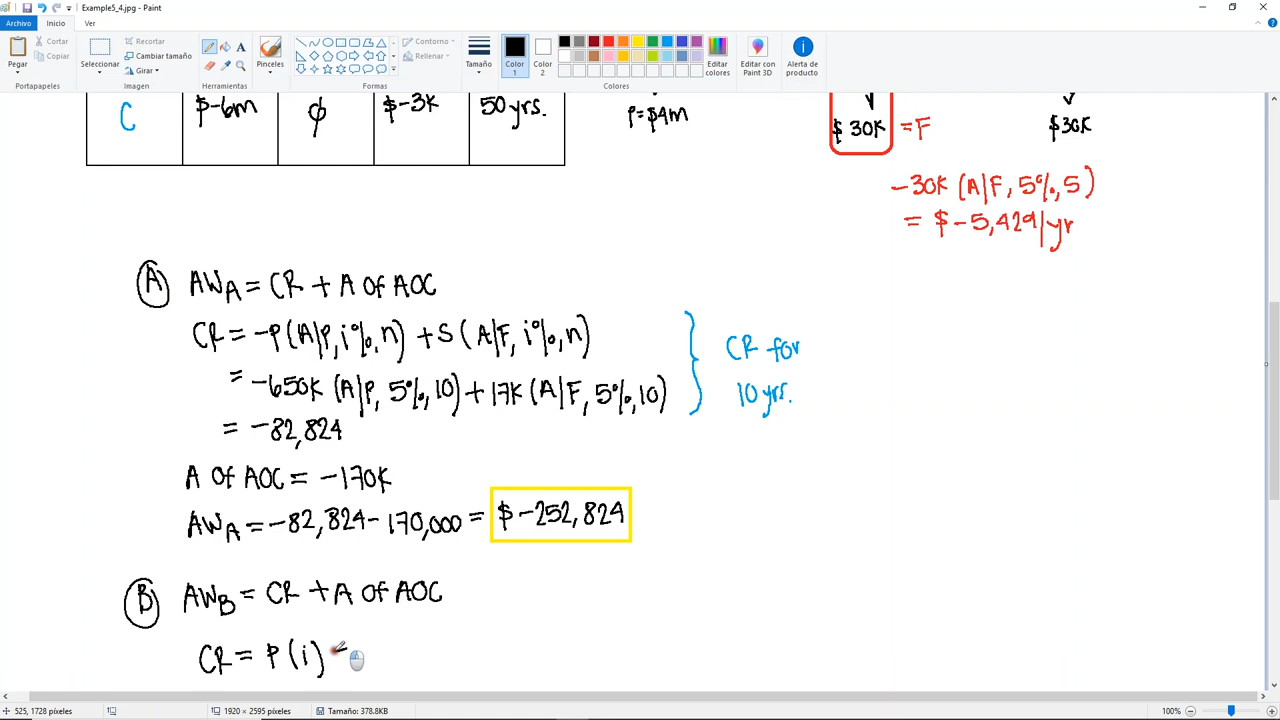 Example5_4.jpg - Paint
Archivo Inicio Ver
Pegar Cortar Copiar
Seleccionar Recortar Cambiar tamaño Girar
Pinceles
Contorno Rellenar
Tamaño
Color 1
Color 2
Editar colores
Editar con Paint 3D
Alerta de producto
Portapapeles Imagen Herramientas Formas Colores
C $-6m ϕ $-3K 50 yrs.
P=$4m
$30K =F
$30K
-30K (A|F, 5%, 5)
= $-5,429/yr
A AW_A = CR + A of AOC
CR = -P(A|P, i%, n) + S (A|F, i%, n)
= -650K (A|P, 5%, 10) + 17K (A|F, 5%, 10)
= -82,824
CR for
10 yrs.
A of AOC = -170K
AW_A = -82,824 - 170,000 = $-252,824
B AW_B = CR + A of AOC
CR = P(i)
525, 1728 píxeles 1920 × 2595 píxeles Tamaño: 378.8KB 100%